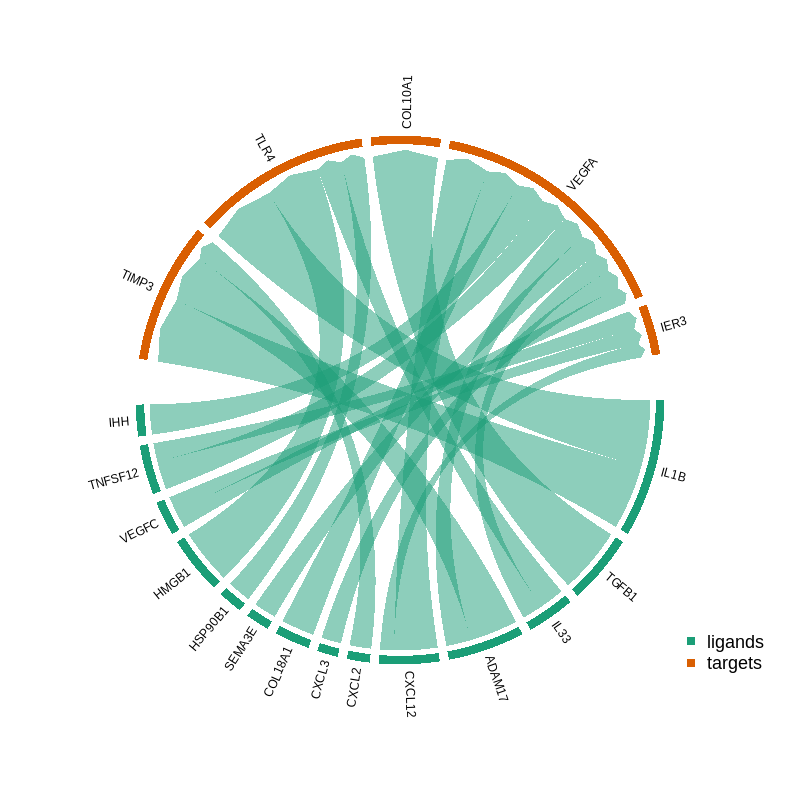 COL10A1
TLR4
VEGFA
TIMP3
IER3
IHH
TNFSF12
VEGFC
HMGB1
HSP90B1
SEMA3E
COL18A1
CXCL3
CXCL2
CXCL12
ADAM17
IL33
TGFB1
IL1B
ligands
targets